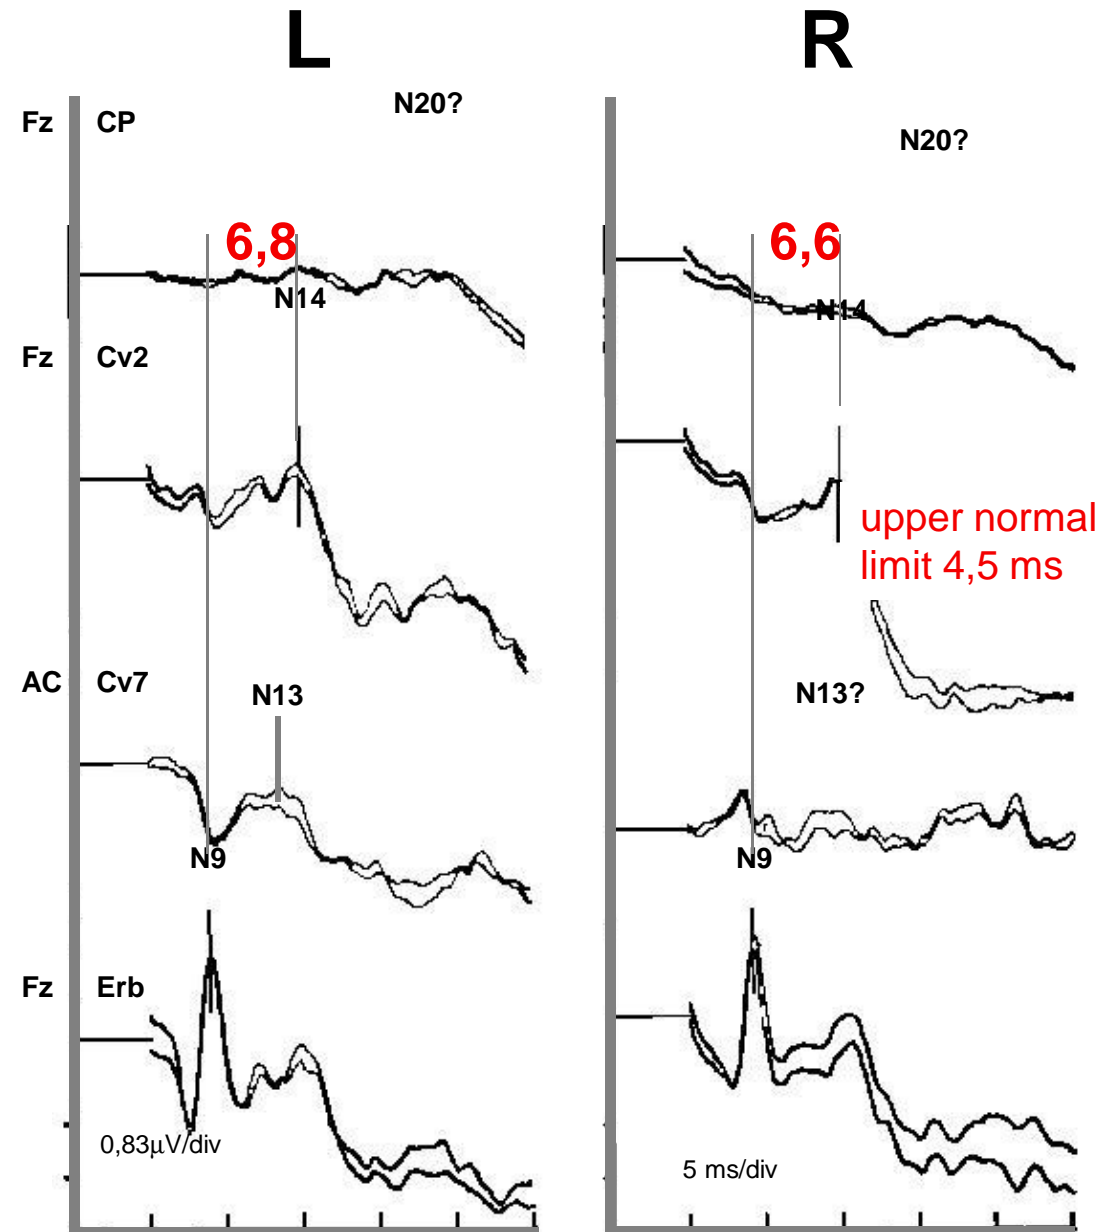 L
R
N20?
Fz CP
N20?
6,8
6,6
N14
N14
Fz Cv2
upper normal
limit 4,5 ms
AC Cv7
N13
N13?
N9
N9
Fz Erb
0,83µV/div
5 ms/div